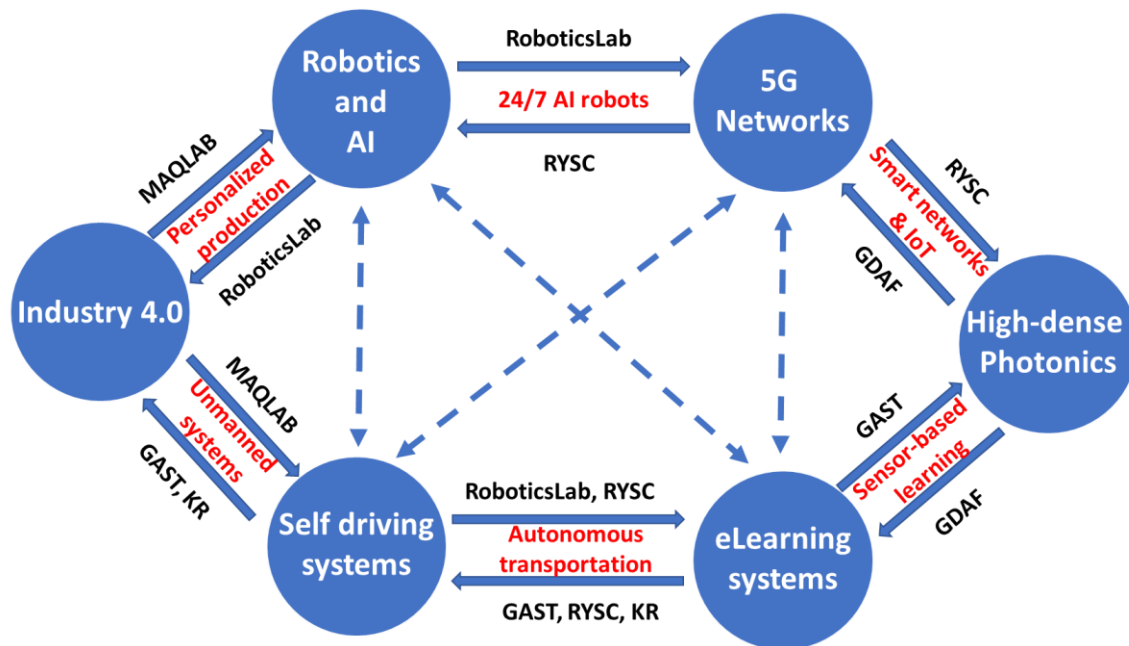 RoboticsLab
Robotics
and
AI
24/7 AI robots
5G
Networks
RYSC
MAQLAB
Personalized
production
RoboticsLab
RYSC
Smart networks
& IoT
GDAF
Industry 4.0
High-dense
Photonics
MAQLAB
Unmanned
systems
GAST, KR
GAST
Sensor-based
learning
GDAF
Self driving
systems
RoboticsLab, RYSC
Autonomous
transportation
GAST, RYSC, KR
eLearning
systems